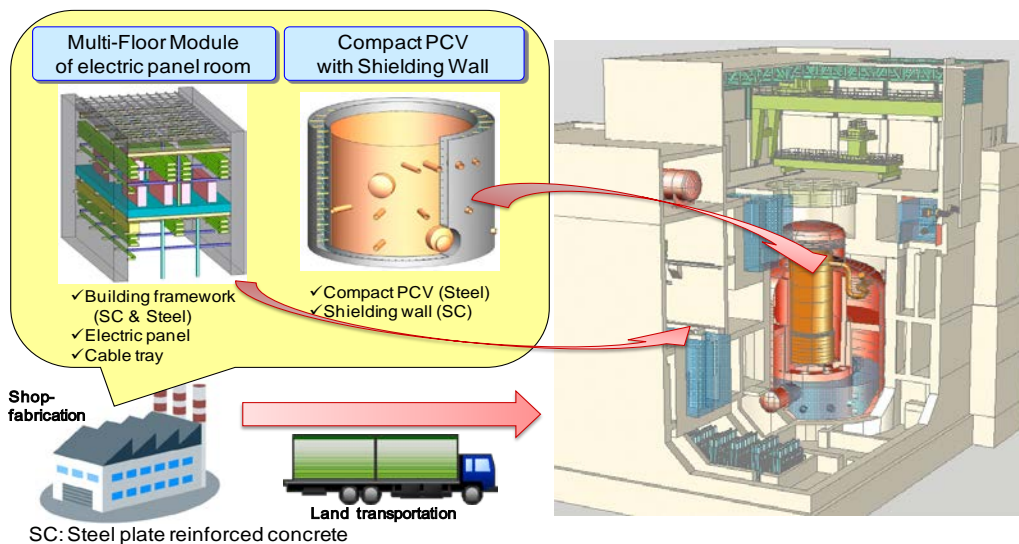 Multi-Floor Module
of electric panel room
Compact PCV
with Shielding Wall
✓Building framework
(SC & Steel)
✓Electric panel
✓Cable tray
✓Compact PCV (Steel)
✓Shielding wall (SC)
Shop-
fabrication
Land transportation
SC: Steel plate reinforced concrete